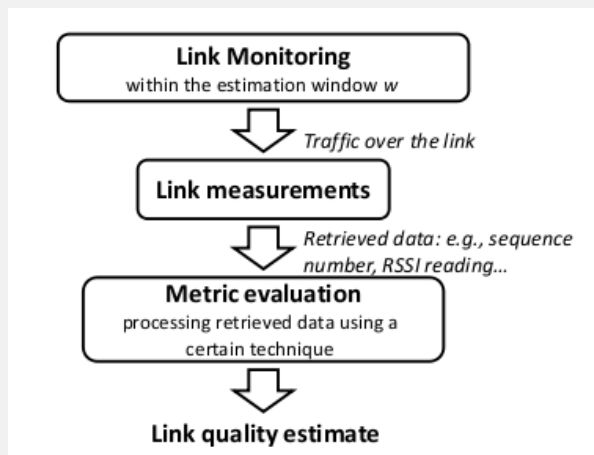 Link Monitoring
within the estimation window w
Traffic over the link
Link measurements
Retrieved data: e.g., sequence
number, RSSI reading…
Metric evaluation
processing retrieved data using a
certain technique
Link quality estimate